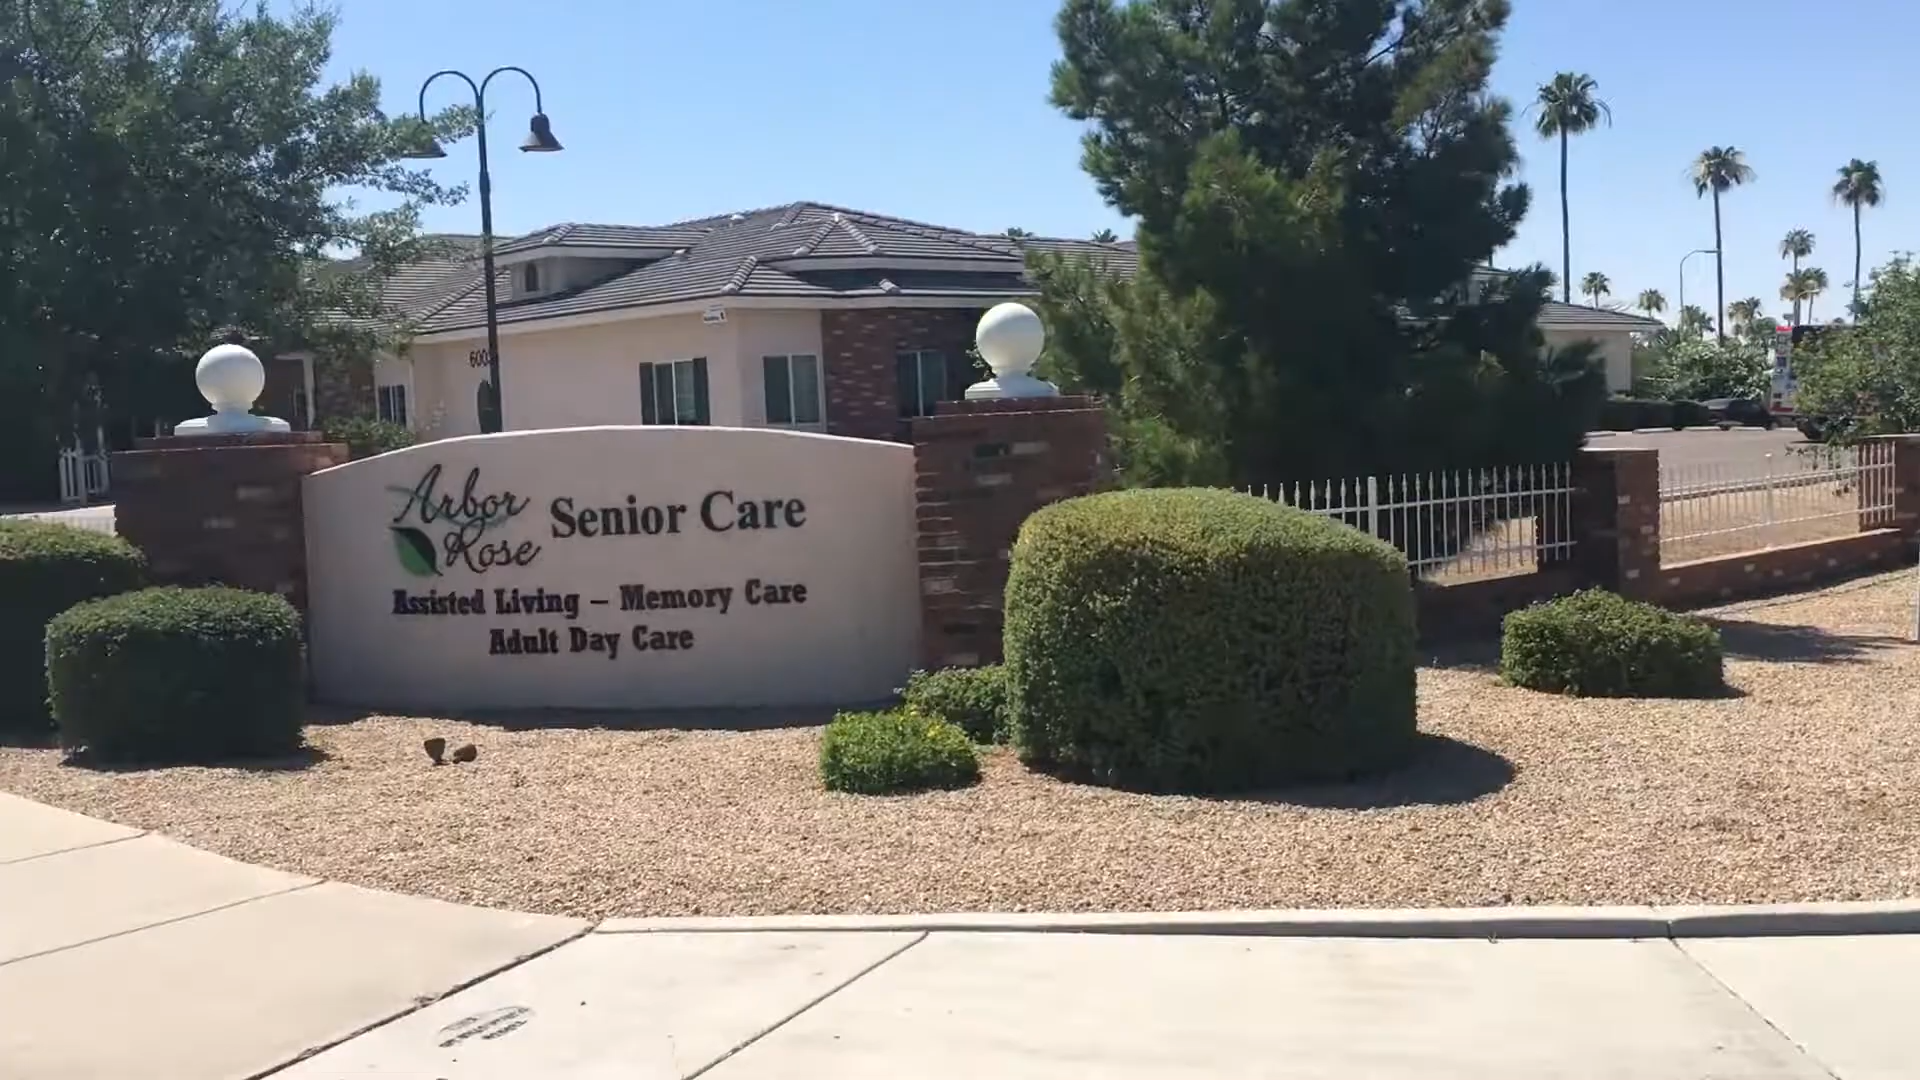 Arbor
Rose
Senior Care
Assisted Living – Memory Care
Adult Day Care